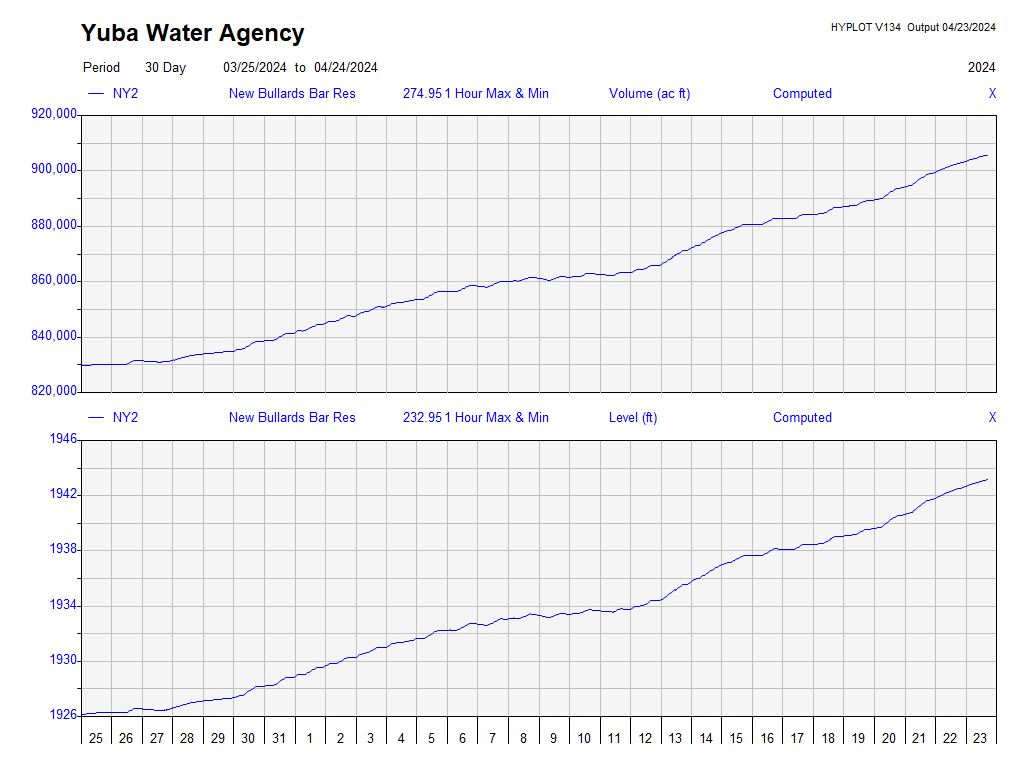 Yuba Water Agency
HYPLOT V134 Output 04/23/2024
Period 30 Day 03/25/2024 to 04/24/2024 2024
NY2 New Bullards Bar Res 274.95 1 Hour Max & Min Volume (ac ft) Computed X
920,000
900,000
880,000
860,000
840,000
820,000
NY2 New Bullards Bar Res 232.95 1 Hour Max & Min Level (ft) Computed X
1946
1942
1938
1934
1930
1926
25 26 27 28 29 30 31 1 2 3 4 5 6 7 8 9 10 11 12 13 14 15 16 17 18 19 20 21 22 23